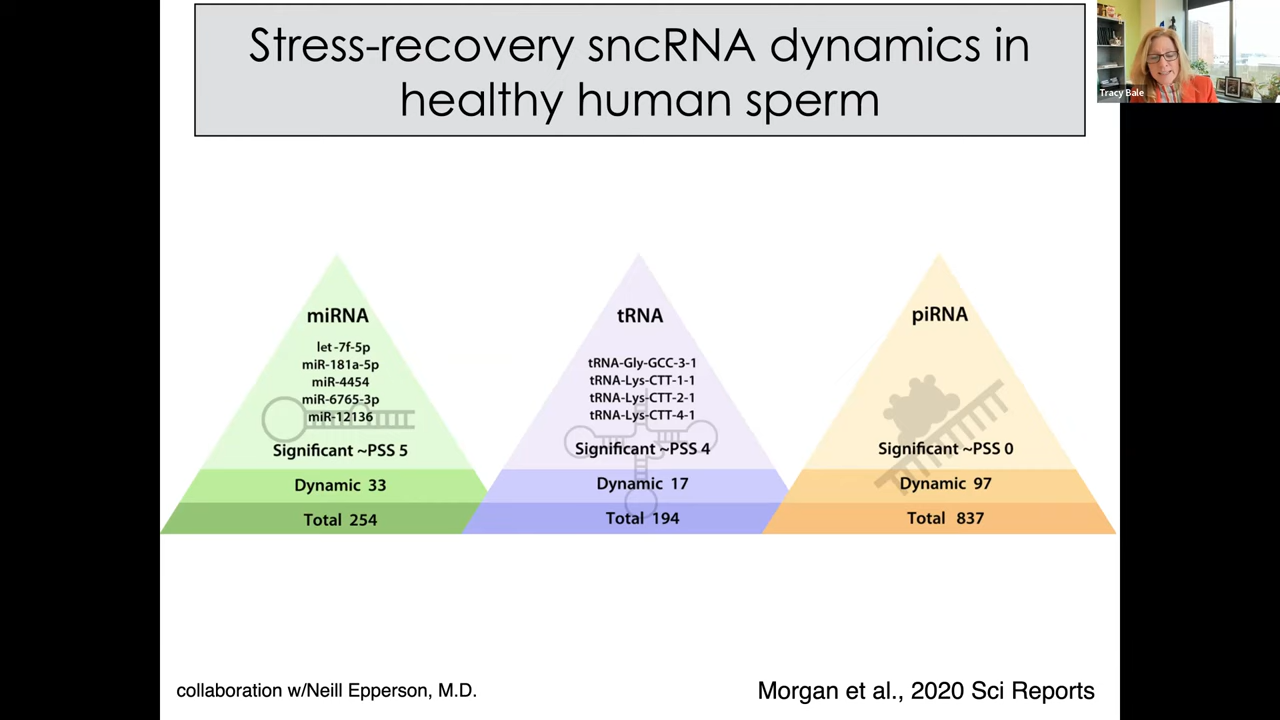 Stress-recovery sncRNA dynamics in
healthy human sperm
Tracy Bale
miRNA
let-7f-5p
miR-181a-5p
miR-4454
miR-6765-3p
miR-12136
Significant ~PSS 5
Dynamic 33
Total 254
tRNA
tRNA-Gly-GCC-3-1
tRNA-Lys-CTT-1-1
tRNA-Lys-CTT-2-1
tRNA-Lys-CTT-4-1
Significant ~PSS 4
Dynamic 17
Total 194
piRNA
Significant ~PSS 0
Dynamic 97
Total 837
collaboration w/Neill Epperson, M.D.
Morgan et al., 2020 Sci Reports